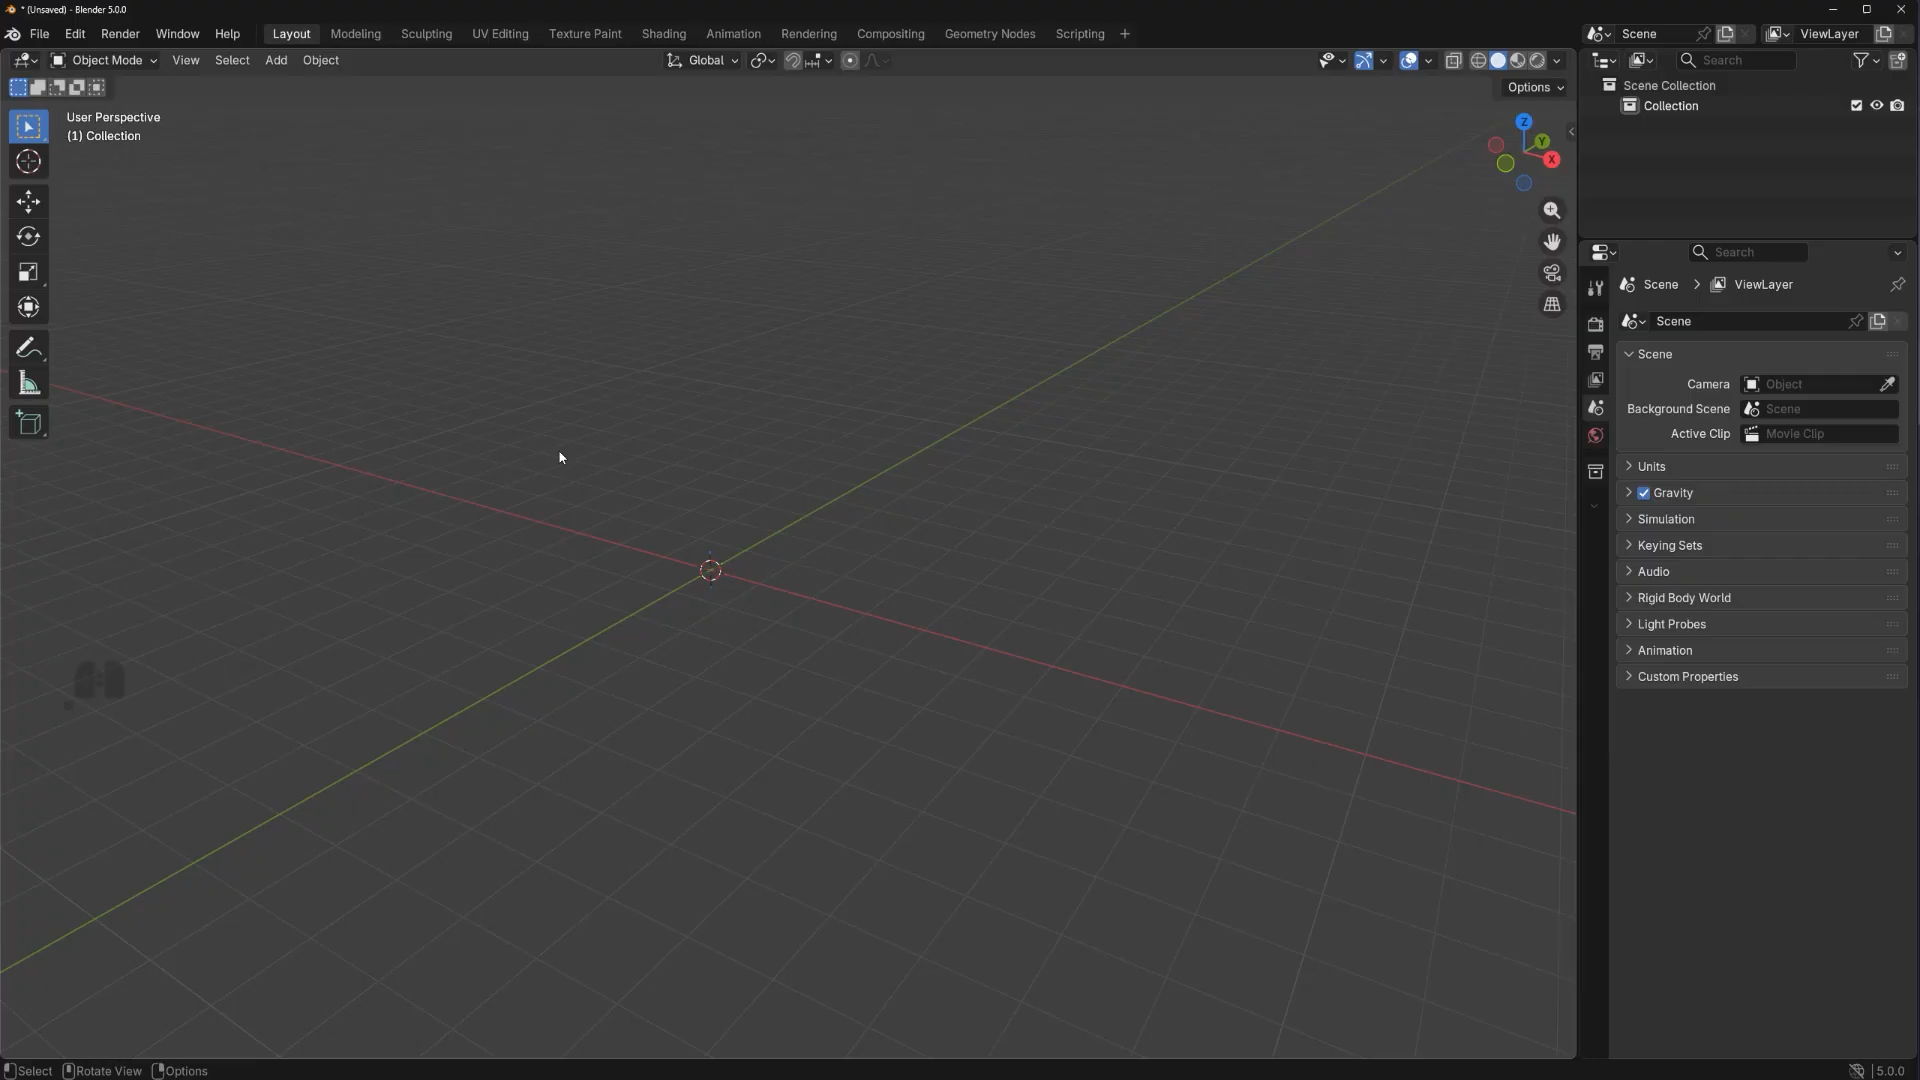 * (Unsaved) - Blender 5.0.0
File Edit Render Window Help Layout Modeling Sculpting UV Editing Texture Paint Shading Animation Rendering Compositing Geometry Nodes Scripting + Scene ViewLayer
Object Mode View Select Add Object Global Search
Options
Scene Collection
Collection
User Perspective
(1) Collection
Z
Y
X
Search
Scene > ViewLayer
Scene
Scene
Camera Object
Background Scene Scene
Active Clip Movie Clip
Units
Gravity
Simulation
Keying Sets
Audio
Rigid Body World
Light Probes
Animation
Custom Properties
Select Rotate View Options 5.0.0